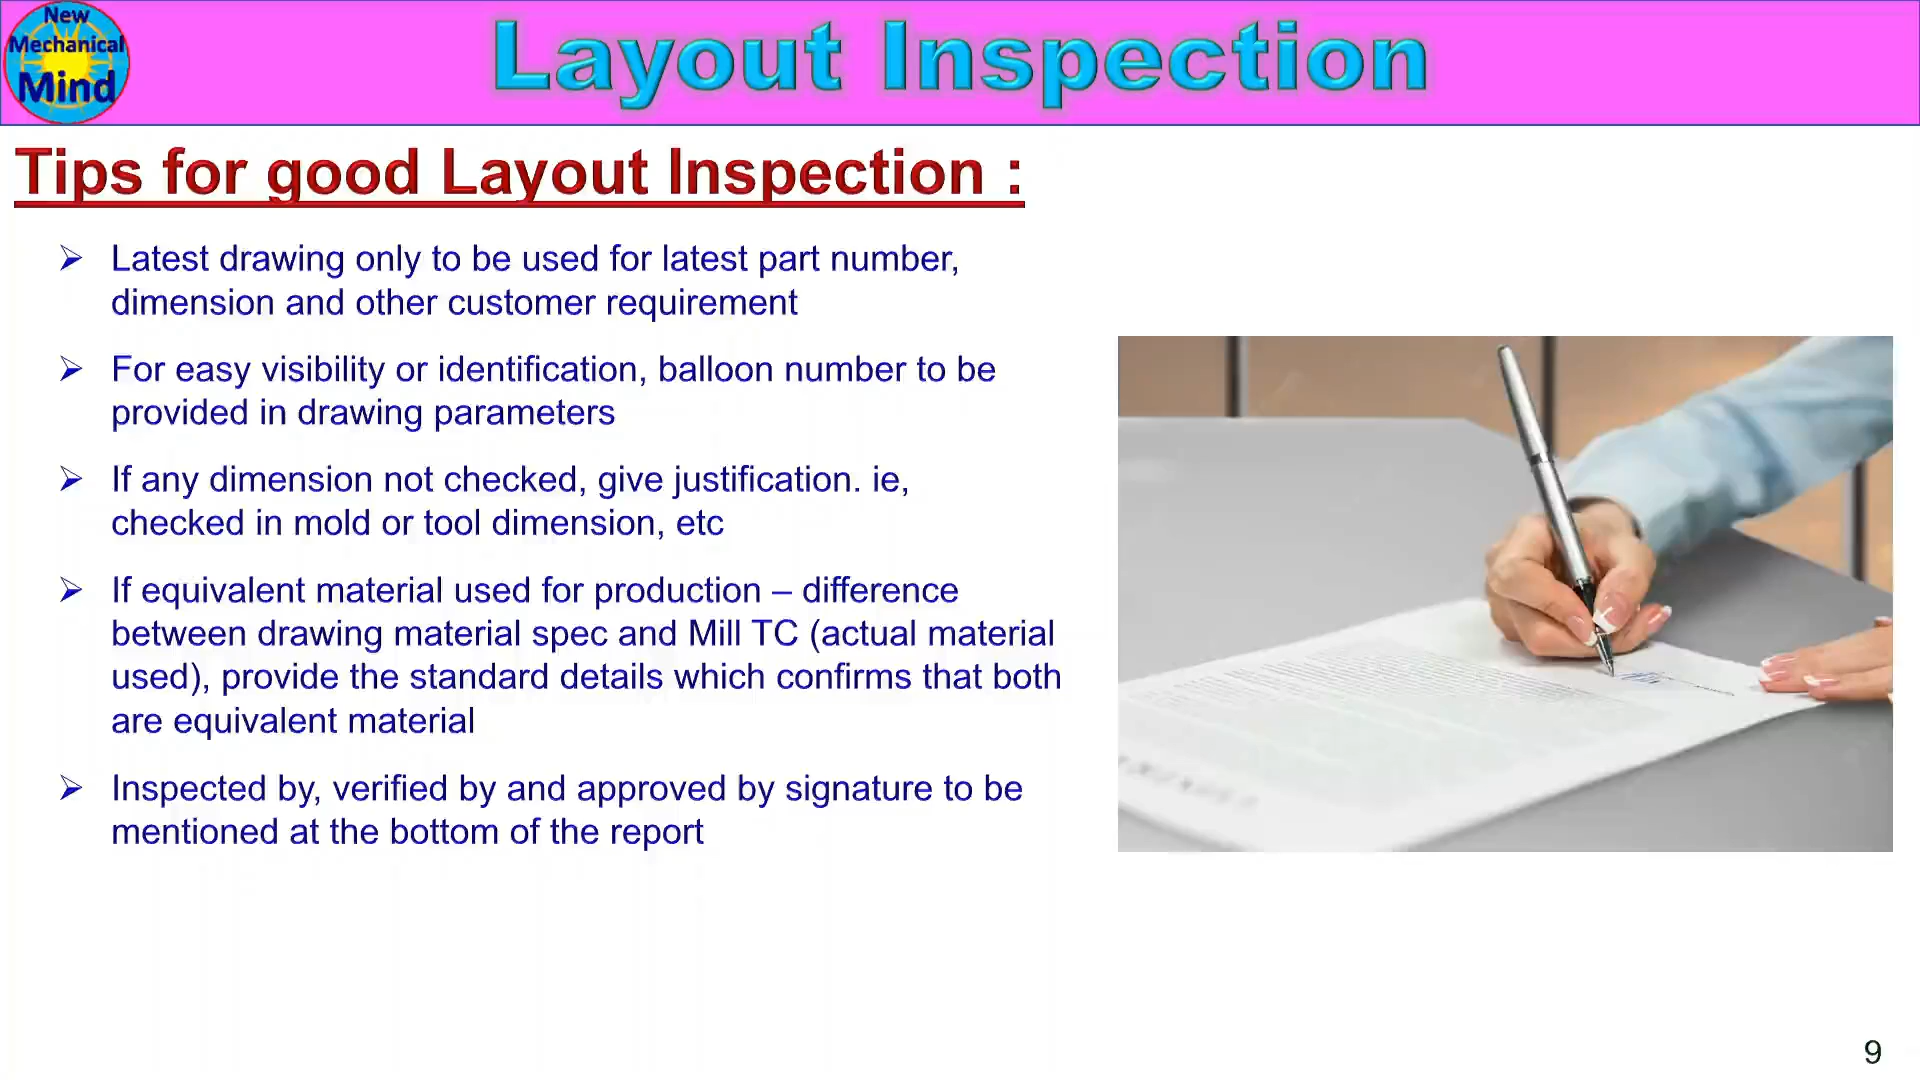 New
Mechanical
Mind
Layout Inspection
Tips for good Layout Inspection :
➢ Latest drawing only to be used for latest part number,
dimension and other customer requirement
➢ For easy visibility or identification, balloon number to be
provided in drawing parameters
➢ If any dimension not checked, give justification. ie,
checked in mold or tool dimension, etc
➢ If equivalent material used for production – difference
between drawing material spec and Mill TC (actual material
used), provide the standard details which confirms that both
are equivalent material
➢ Inspected by, verified by and approved by signature to be
mentioned at the bottom of the report
9